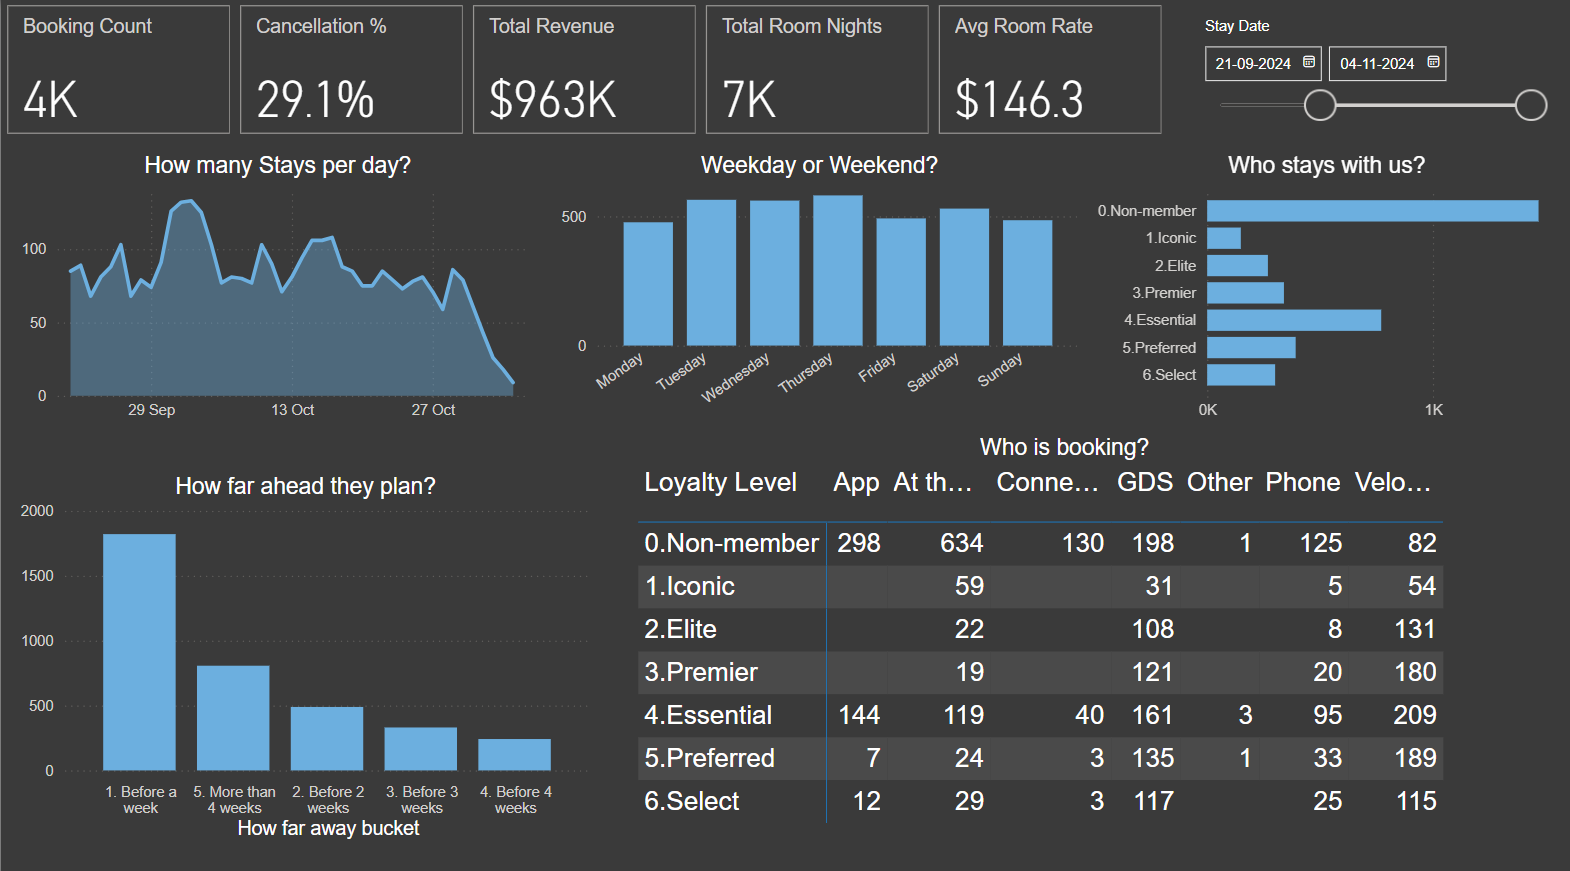 Booking Count
4K
Cancellation %
29.1%
Total Revenue
$963K
Total Room Nights
7K
Avg Room Rate
$146.3
Stay Date
21-09-2024
04-11-2024
How many Stays per day?
100
50
0
29 Sep
13 Oct
27 Oct
Weekday or Weekend?
500
0
Monday
Tuesday
Wednesday
Thursday
Friday
Saturday
Sunday
Who stays with us?
0.Non-member
1.Iconic
2.Elite
3.Premier
4.Essential
5.Preferred
6.Select
0K
1K
How far ahead they plan?
2000
1500
1000
500
0
1. Before a
week
5. More than
4 weeks
2. Before 2
weeks
3. Before 3
weeks
4. Before 4
weeks
How far away bucket
Who is booking?
Loyalty Level App At th… Conne… GDS Other Phone Velo…
0.Non-member 298 634 130 198 1 125 82
1.Iconic 59 31 5 54
2.Elite 22 108 8 131
3.Premier 19 121 20 180
4.Essential 144 119 40 161 3 95 209
5.Preferred 7 24 3 135 1 33 189
6.Select 12 29 3 117 25 115